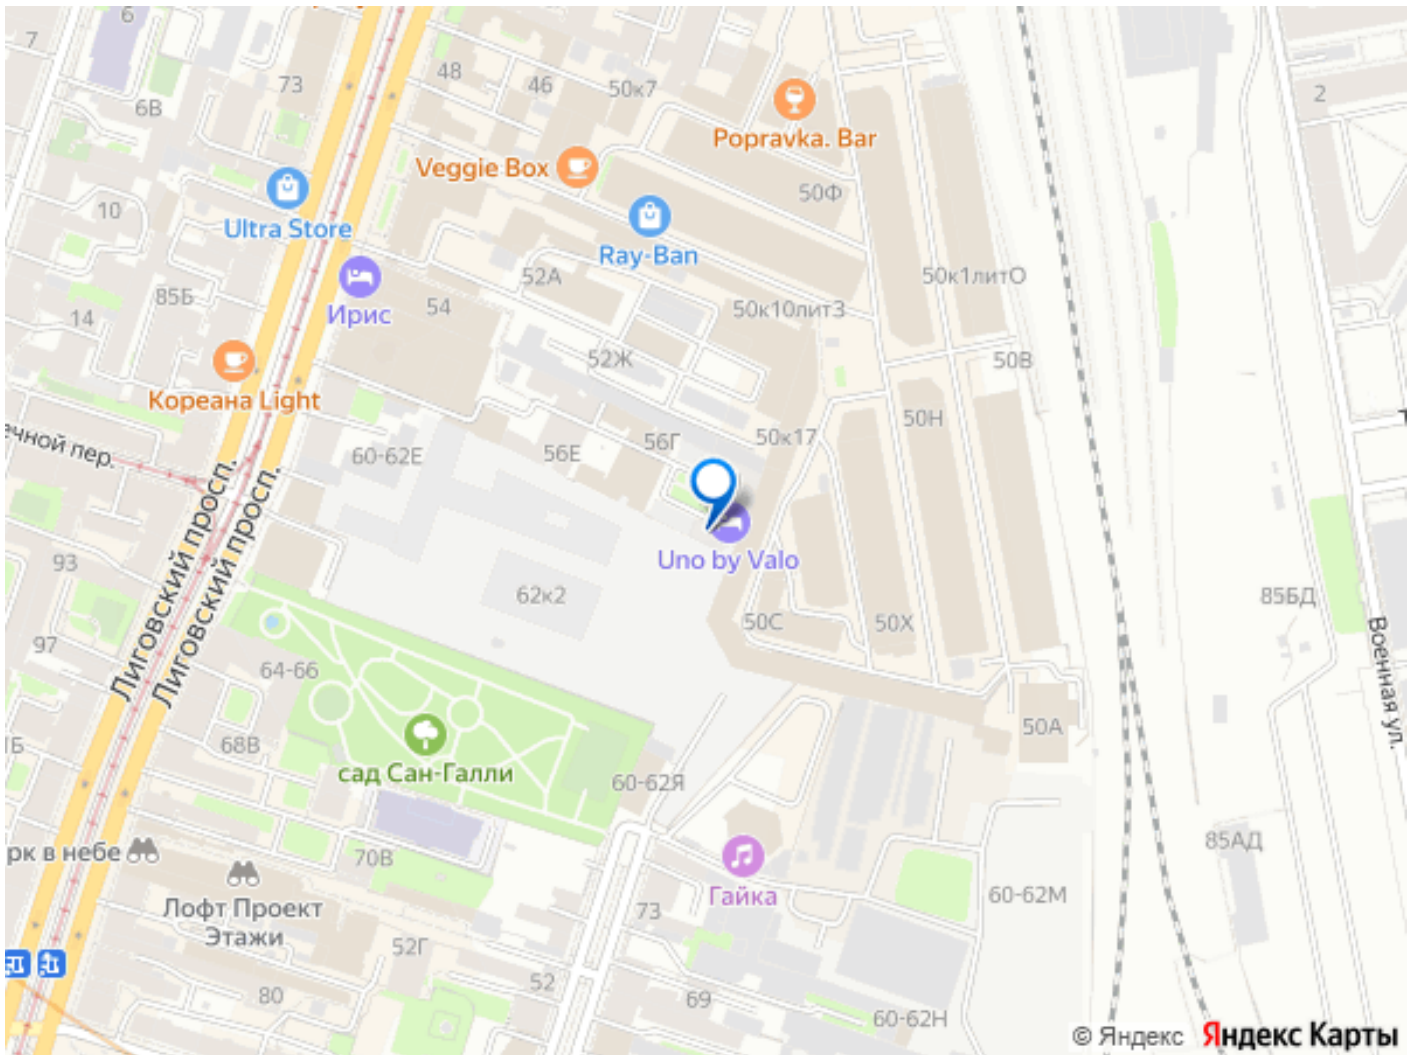 7
6
73
6В
48
46
50к7
2
Popravka. Bar
Veggie Box
50Ф
10
Ultra Store
Ray-Ban
52А
50к1литО
85Б
Ирис
54
50к10лит3
14
52Ж
50В
Кореана Light
50Н
ечной пер.
60-62Е
56Е
56Г
50к17
Лиговский просп.
Лиговский просп.
Uno by Valo
93
62к2
50С
50Х
85БД
Военная ул.
97
64-66
68В
50А
сад Сан-Галли
60-62Я
рк в небе
70В
85АД
Гайка
60-62М
Лофт Проект
Этажи
73
52Г
52
80
69
60-62Н
© Яндекс
Яндекс Карты